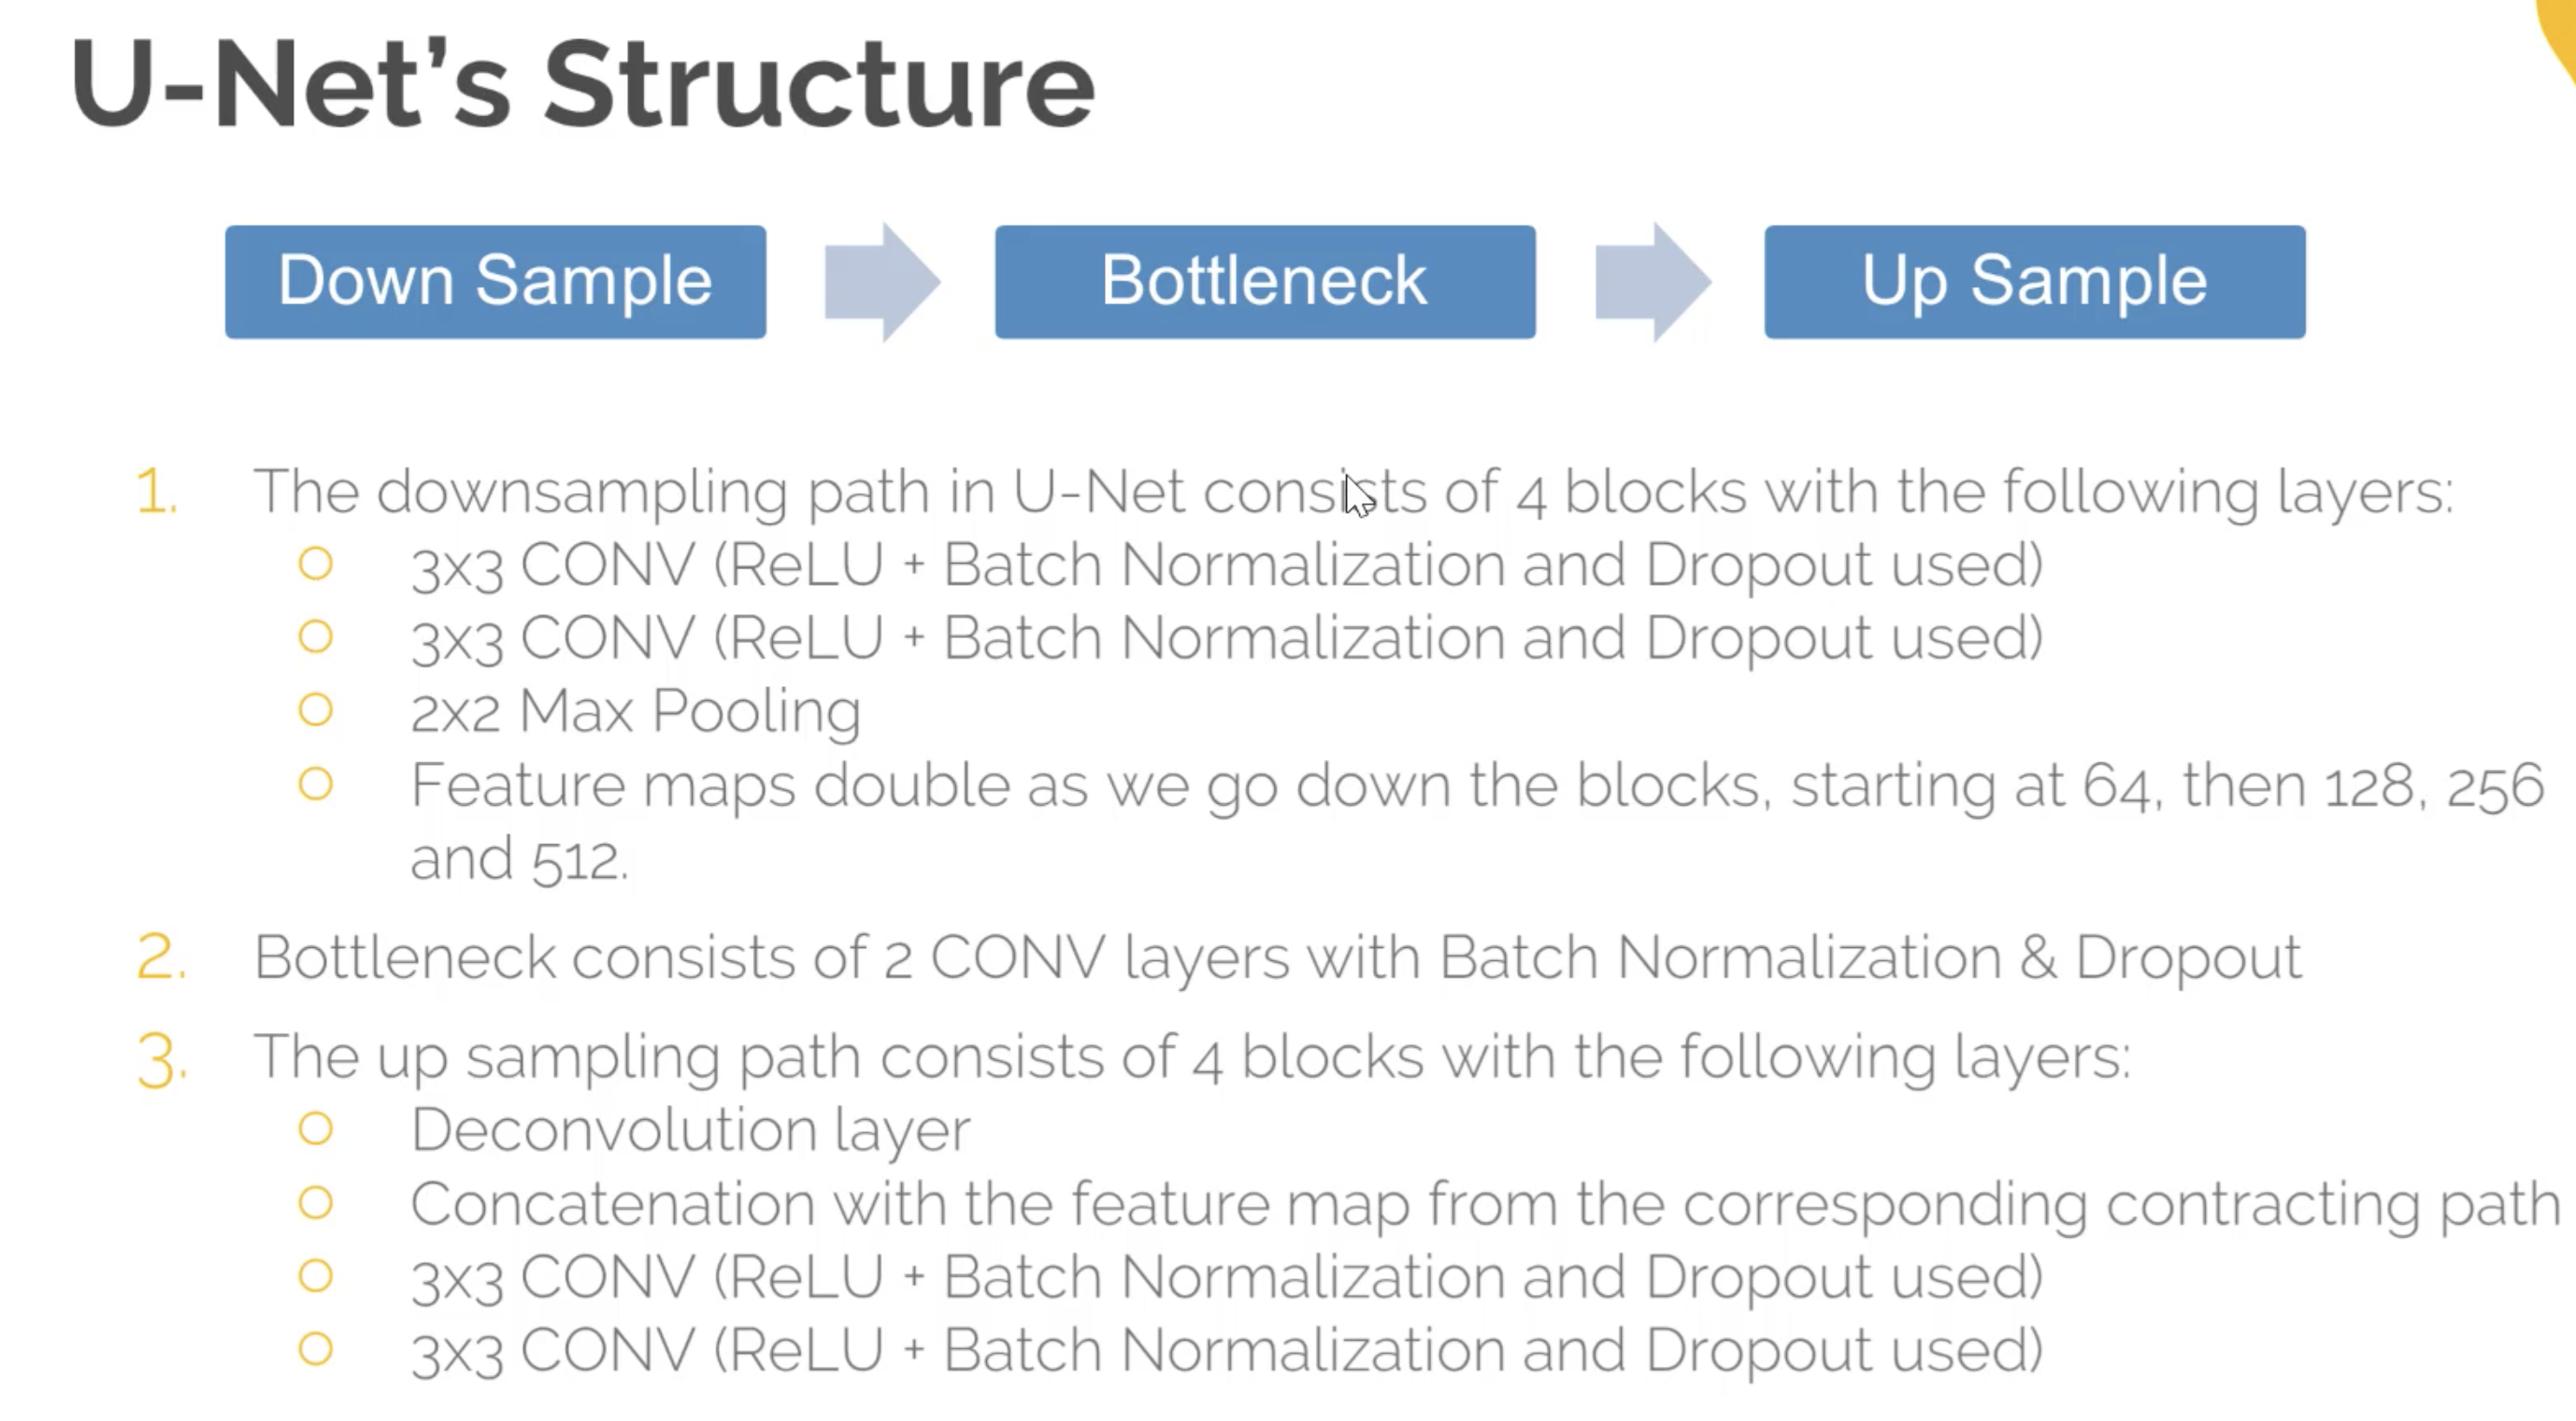 U-Net’s Structure
Down Sample
Bottleneck
Up Sample
1. The downsampling path in U-Net consists of 4 blocks with the following layers:
3x3 CONV (ReLU + Batch Normalization and Dropout used)
3x3 CONV (ReLU + Batch Normalization and Dropout used)
2x2 Max Pooling
Feature maps double as we go down the blocks, starting at 64, then 128, 256
and 512.
2. Bottleneck consists of 2 CONV layers with Batch Normalization & Dropout
3. The up sampling path consists of 4 blocks with the following layers:
Deconvolution layer
Concatenation with the feature map from the corresponding contracting path
3x3 CONV (ReLU + Batch Normalization and Dropout used)
3x3 CONV (ReLU + Batch Normalization and Dropout used)